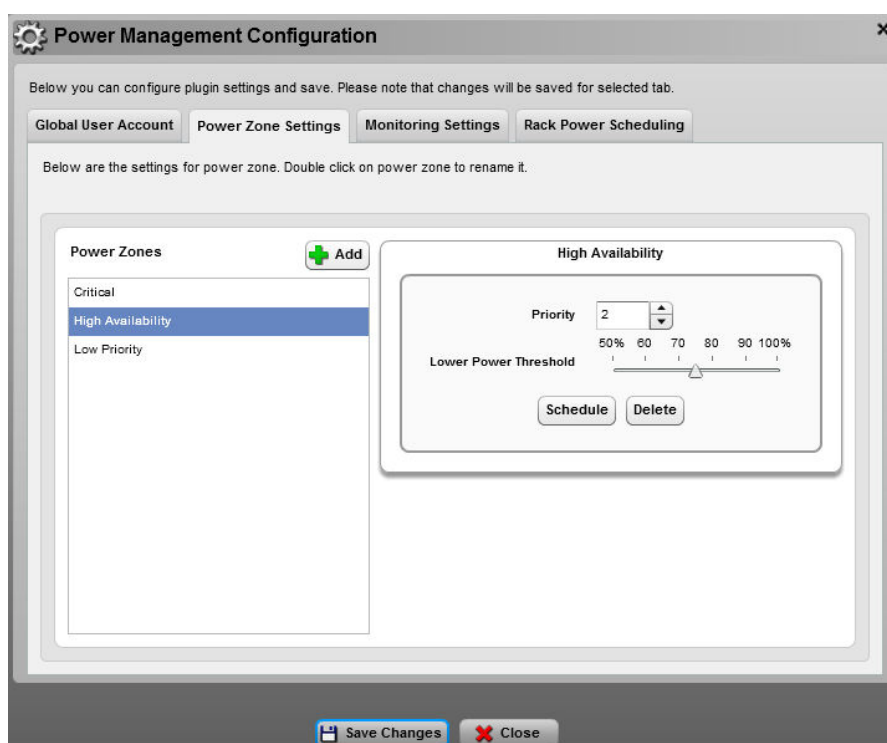 Power Management Configuration
Below you can configure plugin settings and save. Please note that changes will be saved for selected tab.
Global User Account Power Zone Settings Monitoring Settings Rack Power Scheduling
Below are the settings for power zone. Double click on power zone to rename it.
Power Zones Add
Critical
High Availability
Low Priority
High Availability
Priority 2
50% 60 70 80 90 100%
Lower Power Threshold
Schedule Delete
Save Changes Close